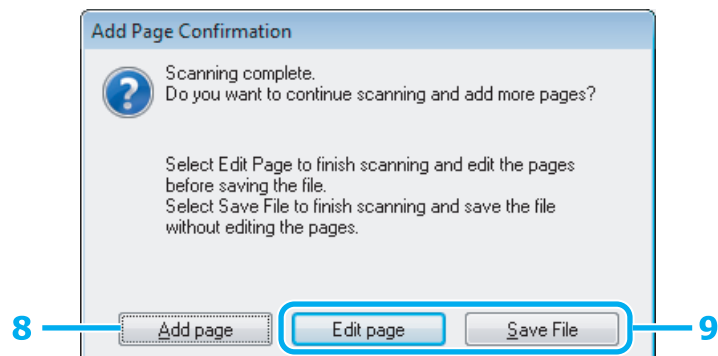 Add Page Confirmation
Scanning complete.
Do you want to continue scanning and add more pages?
Select Edit Page to finish scanning and edit the pages
before saving the file.
Select Save File to finish scanning and save the file
without editing the pages.
8 Add page Edit page Save File 9